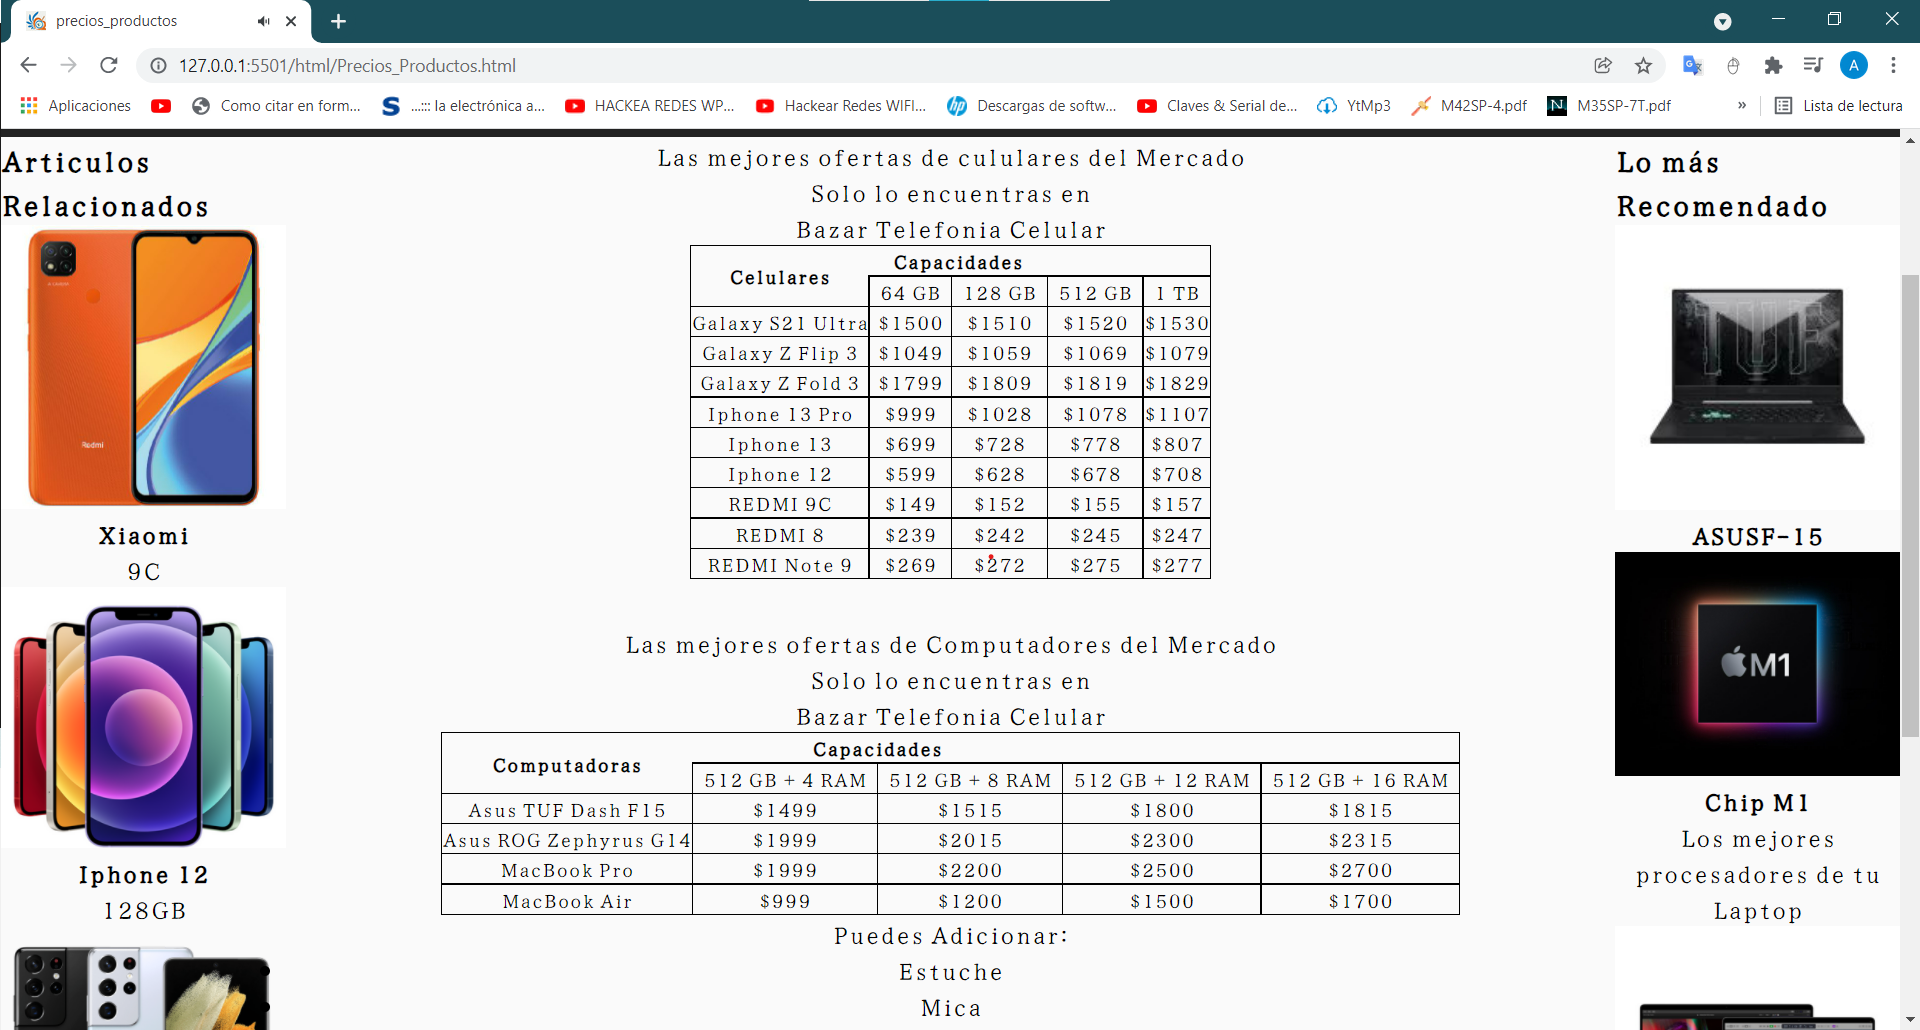 precios_productos
127.0.0.1:5501/html/Precios_Productos.html
A
Aplicaciones
Como citar en form...
S
...::: la electrónica a...
HACKEA REDES WP...
Hackear Redes WIFI...
hp
Descargas de softw...
Claves & Serial de...
YtMp3
M42SP-4.pdf
N
M35SP-7T.pdf
»
Lista de lectura
Articulos
Relacionados
Redmi
Xiaomi
9C
Iphone 12
128GB
Las mejores ofertas de cululares del Mercado
Solo lo encuentras en
Bazar Telefonia Celular
Celulares Capacidades
64 GB 128 GB 512 GB 1 TB
Galaxy S21 Ultra $1500 $1510 $1520 $1530
Galaxy Z Flip 3 $1049 $1059 $1069 $1079
Galaxy Z Fold 3 $1799 $1809 $1819 $1829
Iphone 13 Pro $999 $1028 $1078 $1107
Iphone 13 $699 $728 $778 $807
Iphone 12 $599 $628 $678 $708
REDMI 9C $149 $152 $155 $157
REDMI 8 $239 $242 $245 $247
REDMI Note 9 $269 $272 $275 $277
Las mejores ofertas de Computadores del Mercado
Solo lo encuentras en
Bazar Telefonia Celular
Computadoras Capacidades
512 GB + 4 RAM 512 GB + 8 RAM 512 GB + 12 RAM 512 GB + 16 RAM
Asus TUF Dash F15 $1499 $1515 $1800 $1815
Asus ROG Zephyrus G14 $1999 $2015 $2300 $2315
MacBook Pro $1999 $2200 $2500 $2700
MacBook Air $999 $1200 $1500 $1700
Puedes Adicionar:
Estuche
Mica
Lo más
Recomendado
TUF
ASUSF-15
M1
Chip M1
Los mejores
procesadores de tu
Laptop